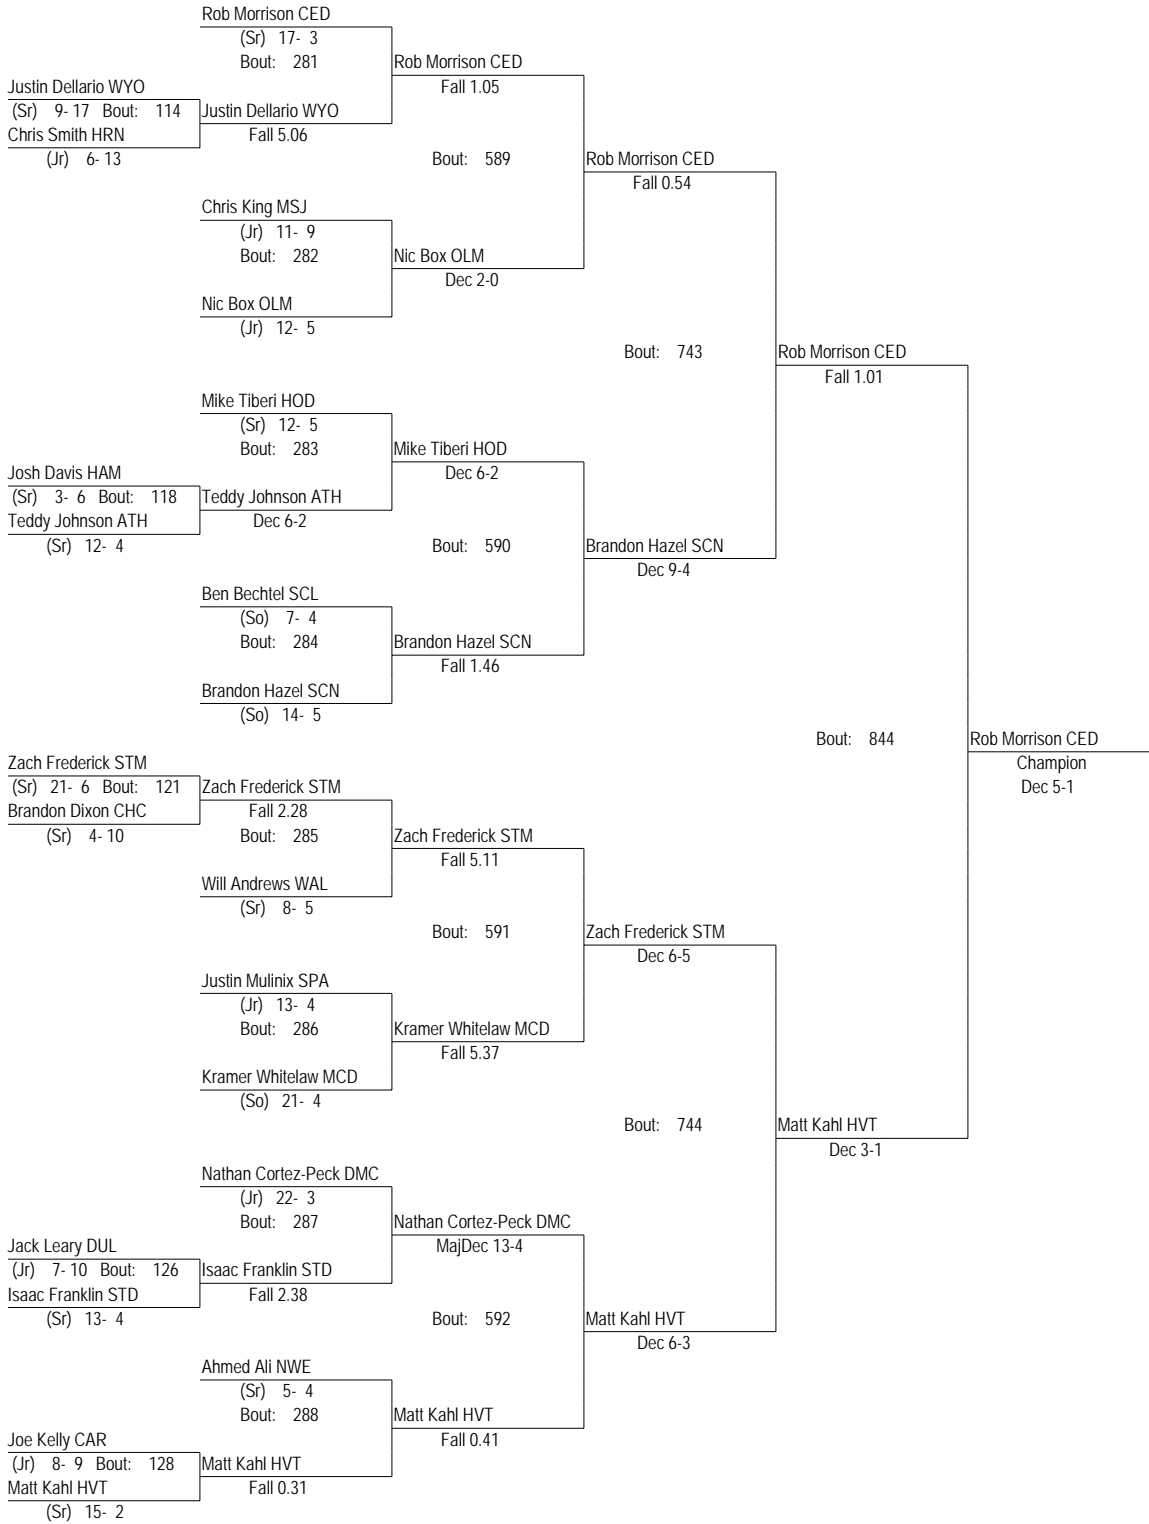 Rob Morrison CED
(Sr) 17- 3
Bout: 281
Rob Morrison CED
Fall 1.05
Justin Dellario WYO
(Sr) 9- 17 Bout: 114
Justin Dellario WYO
Chris Smith HRN
Fall 5.06
(Jr) 6- 13
Bout: 589
Rob Morrison CED
Fall 0.54
Chris King MSJ
(Jr) 11- 9
Bout: 282
Nic Box OLM
Dec 2-0
Nic Box OLM
(Jr) 12- 5
Bout: 743
Rob Morrison CED
Fall 1.01
Mike Tiberi HOD
(Sr) 12- 5
Bout: 283
Mike Tiberi HOD
Dec 6-2
Josh Davis HAM
(Sr) 3- 6 Bout: 118
Teddy Johnson ATH
Teddy Johnson ATH
Dec 6-2
(Sr) 12- 4
Bout: 590
Brandon Hazel SCN
Dec 9-4
Ben Bechtel SCL
(So) 7- 4
Bout: 284
Brandon Hazel SCN
Fall 1.46
Brandon Hazel SCN
(So) 14- 5
Bout: 844
Rob Morrison CED
Champion
Dec 5-1
Zach Frederick STM
(Sr) 21- 6 Bout: 121
Zach Frederick STM
Brandon Dixon CHC
Fall 2.28
(Sr) 4- 10
Bout: 285
Zach Frederick STM
Fall 5.11
Will Andrews WAL
(Sr) 8- 5
Bout: 591
Zach Frederick STM
Dec 6-5
Justin Mulinix SPA
(Jr) 13- 4
Bout: 286
Kramer Whitelaw MCD
Fall 5.37
Kramer Whitelaw MCD
(So) 21- 4
Bout: 744
Matt Kahl HVT
Dec 3-1
Nathan Cortez-Peck DMC
(Jr) 22- 3
Bout: 287
Nathan Cortez-Peck DMC
MajDec 13-4
Jack Leary DUL
(Jr) 7- 10 Bout: 126
Isaac Franklin STD
Isaac Franklin STD
Fall 2.38
(Sr) 13- 4
Bout: 592
Matt Kahl HVT
Dec 6-3
Ahmed Ali NWE
(Sr) 5- 4
Bout: 288
Matt Kahl HVT
Fall 0.41
Joe Kelly CAR
(Jr) 8- 9 Bout: 128
Matt Kahl HVT
Matt Kahl HVT
Fall 0.31
(Sr) 15- 2